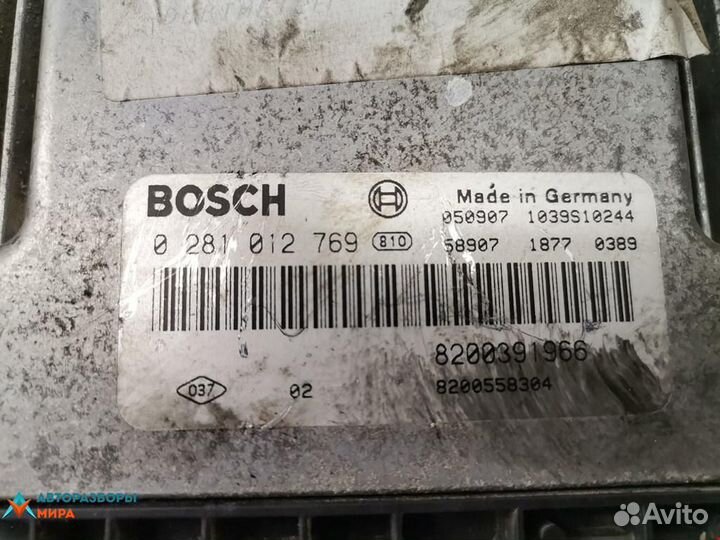 BOSCH
Made in Germany
050907 1039S10244
0 281 012 769 810
58907 1877 0389
8200391966
037 02
8200558304
АВТОРАЗБОРЫ
МИРА
Avito